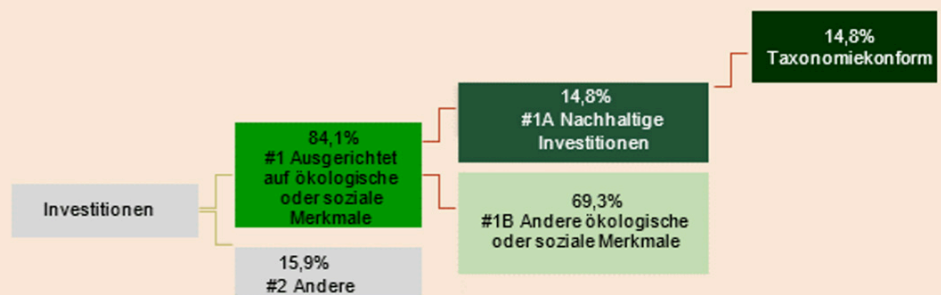 14,8%
Taxonomiekonform
14,8%
#1A Nachhaltige
Investitionen
84,1%
#1 Ausgerichtet
auf ökologische
oder soziale
Merkmale
Investitionen
69,3%
#1B Andere ökologische
oder soziale Merkmale
15,9%
#2 Andere